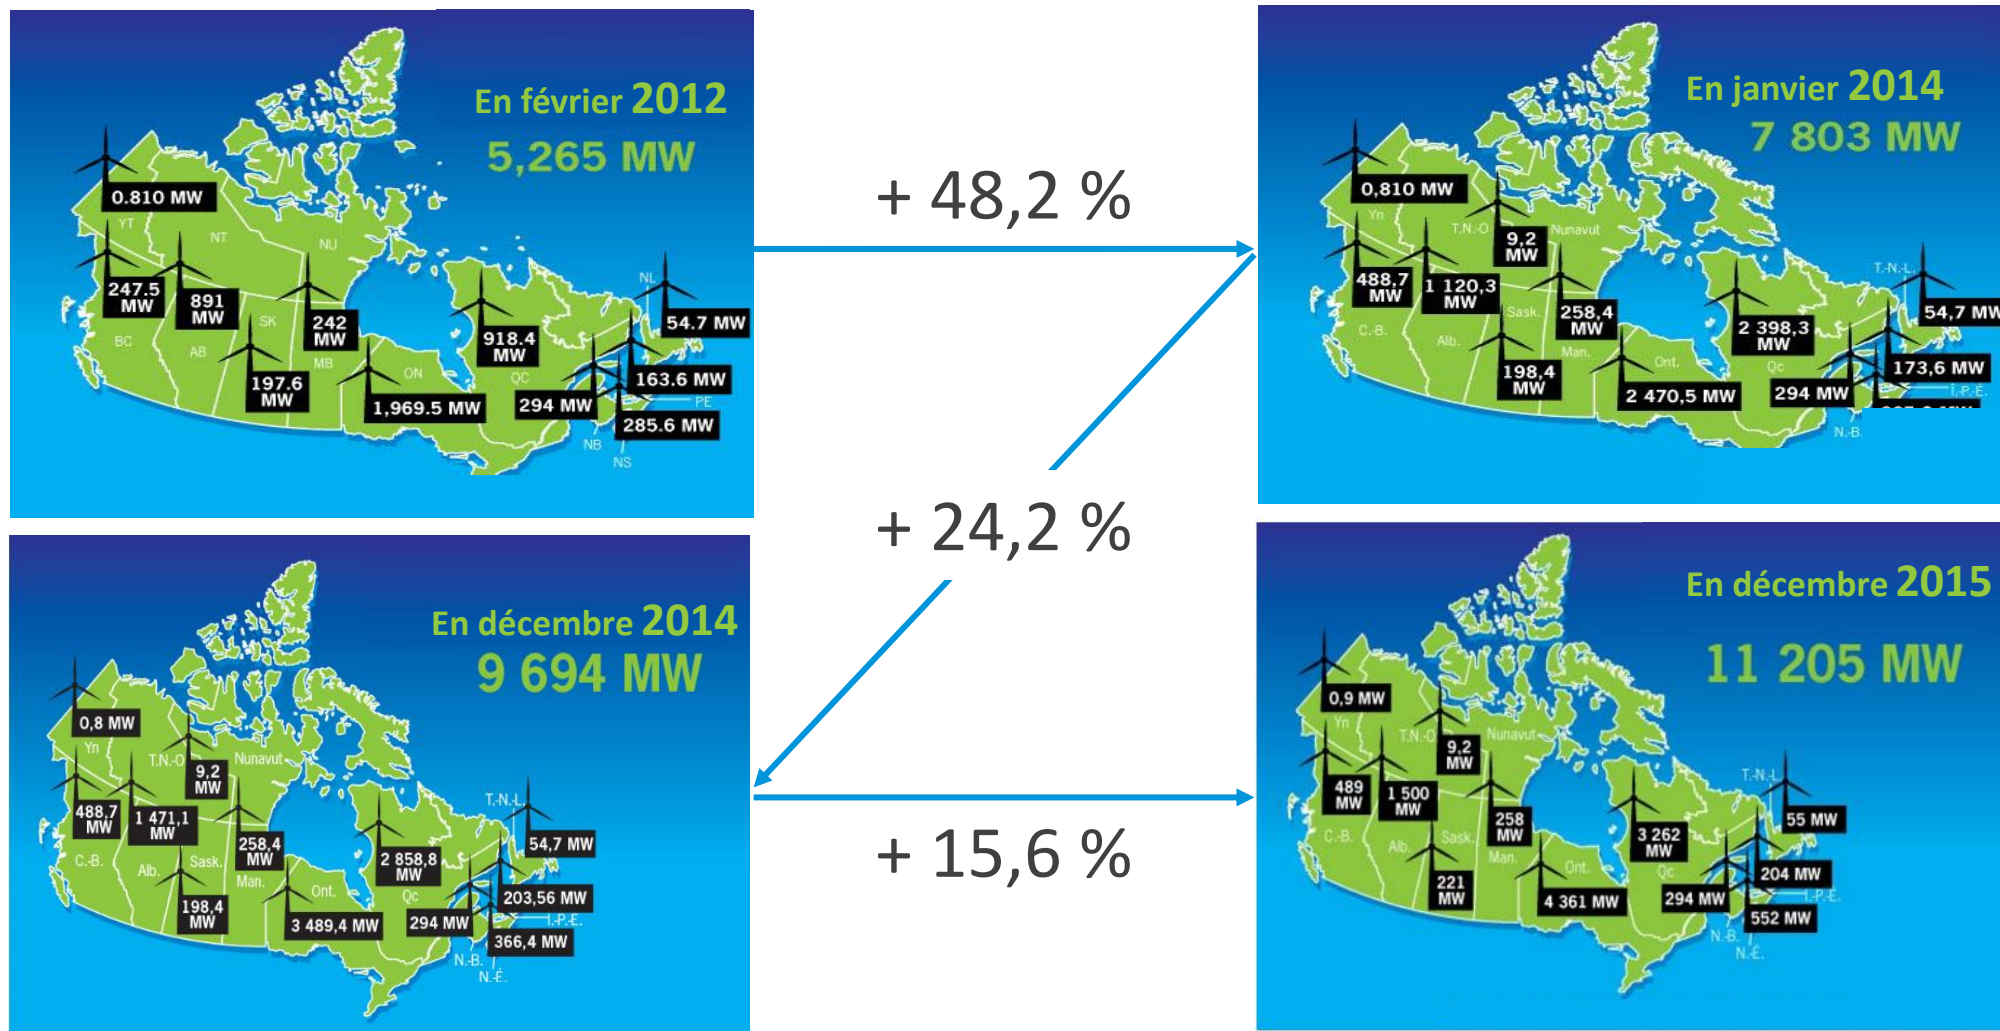 En février 2012
5,265 MW
0.810 MW
YT
NT
NU
247.5
MW
891
MW
242
MW
918.4
MW
NL
54.7 MW
BC
AB
SK
MB
ON
QC
197.6
MW
1,969.5 MW
294 MW
163.6 MW
PE
285.6 MW
NB
NS
+ 48,2 %
En janvier 2014
7 803 MW
0,810 MW
Yn
T.N.-O
9,2
MW
Nunavut
488,7
MW
1 120,3
MW
258,4
MW
2 398,3
MW
T.-N.-L.
54,7 MW
C.-B.
Alb.
Sask.
Man.
Ont.
Qc
198,4
MW
2 470,5 MW
294 MW
173,6 MW
Î.-P.-É.
N.-B.
+ 24,2 %
En décembre 2014
9 694 MW
0,8 MW
Yn
T.N.-O
9,2
MW
Nunavut
488,7
MW
1 471,1
MW
258,4
MW
2 858,8
MW
T.-N.-L.
54,7 MW
C.-B.
Alb.
Sask.
Man.
Ont.
Qc
198,4
MW
3 489,4 MW
294 MW
203,56 MW
Î.-P.-É.
366,4 MW
N.-B.
N.-É.
+ 15,6 %
En décembre 2015
11 205 MW
0,9 MW
Yn
T.N.-O
9,2
MW
Nunavut
489
MW
1 500
MW
258
MW
3 262
MW
T.-N.-L.
55 MW
C.-B.
Alb.
Sask.
Man.
Ont.
Qc
221
MW
4 361 MW
294 MW
204 MW
Î.-P.-É.
552 MW
N.-B.
N.-É.